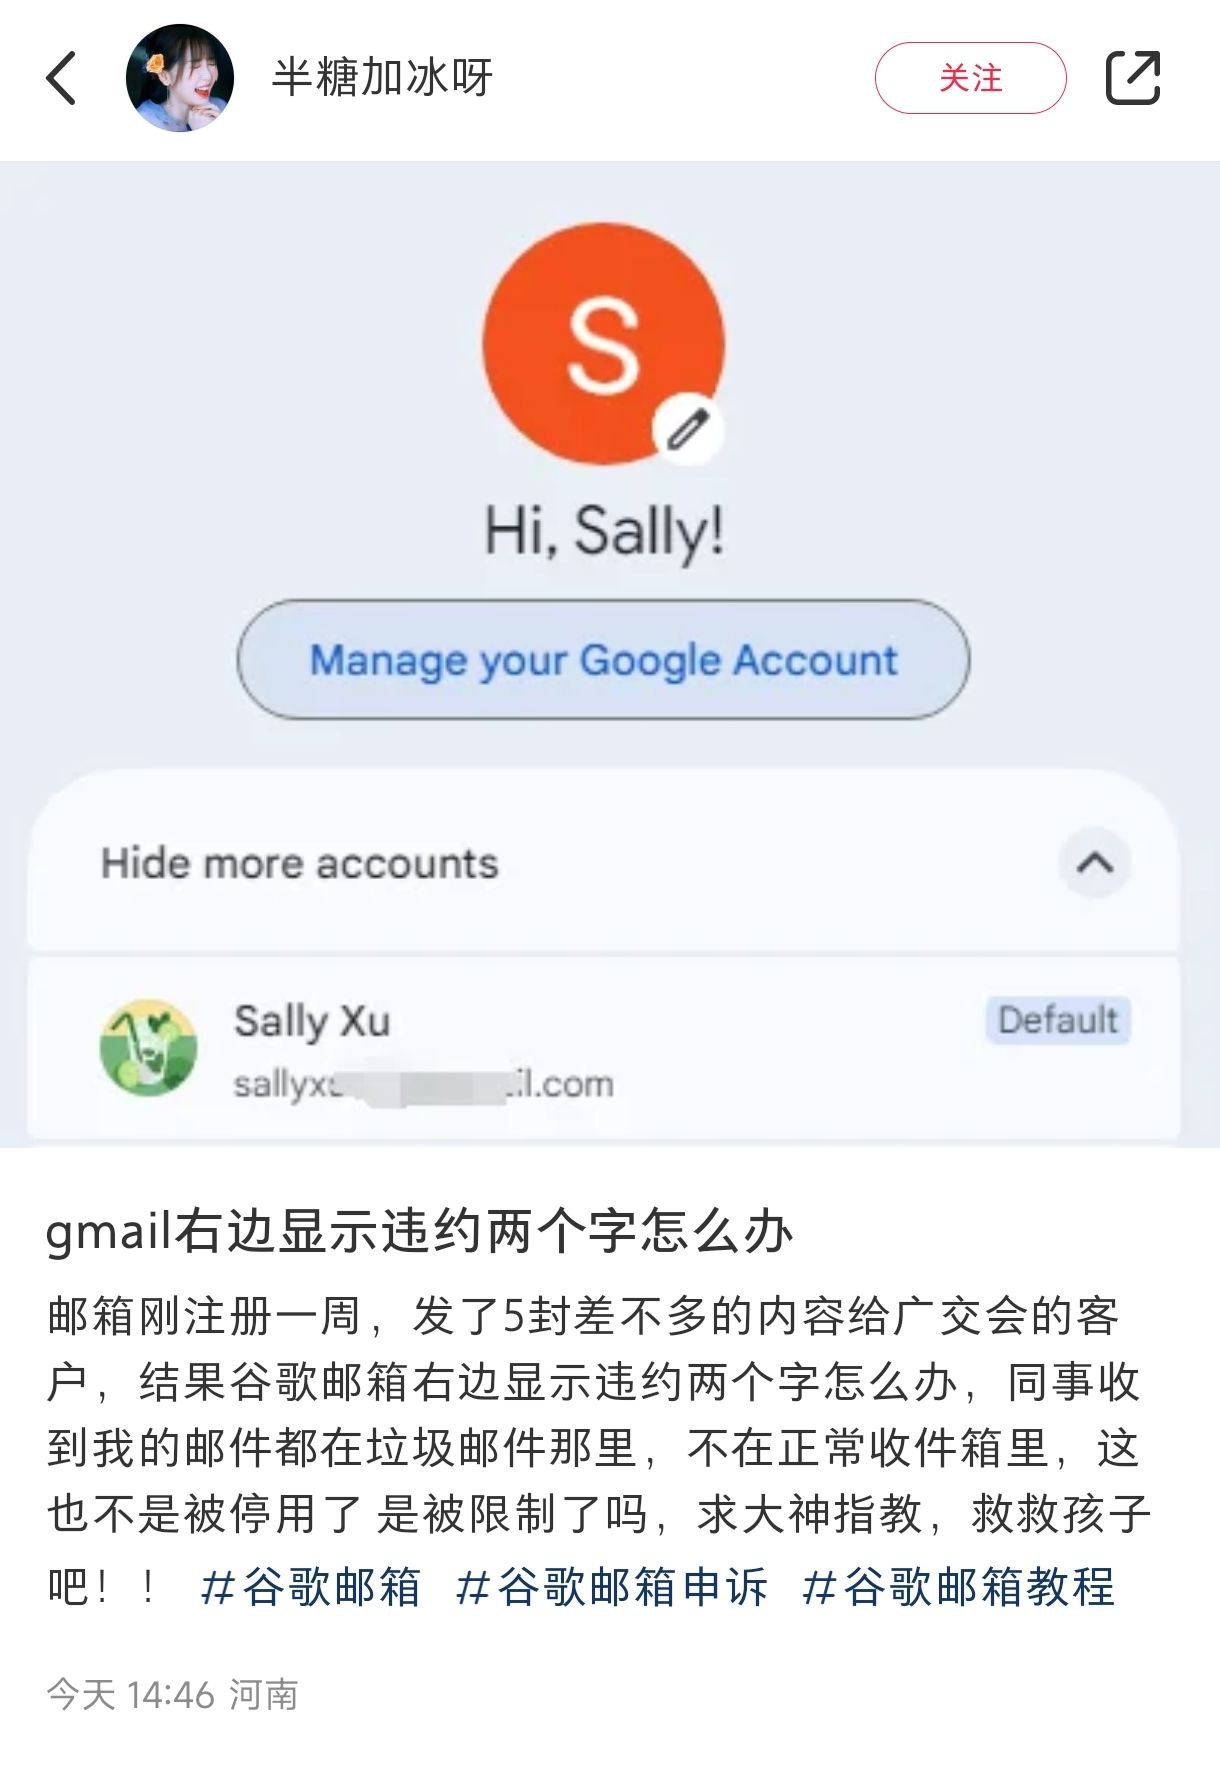 半糖加冰呀
关注
S
Hi, Sally!
Manage your Google Account
Hide more accounts
Sally Xu
Default
sallyx il.com
gmail右边显示违约两个字怎么办
邮箱刚注册一周，发了5封差不多的内容给广交会的客
户，结果谷歌邮箱右边显示违约两个字怎么办，同事收
到我的邮件都在垃圾邮件那里，不在正常收件箱里，这
也不是被停用了 是被限制了吗，求大神指教，救救孩子
吧！！ #谷歌邮箱 #谷歌邮箱申诉 #谷歌邮箱教程
今天 14:46 河南